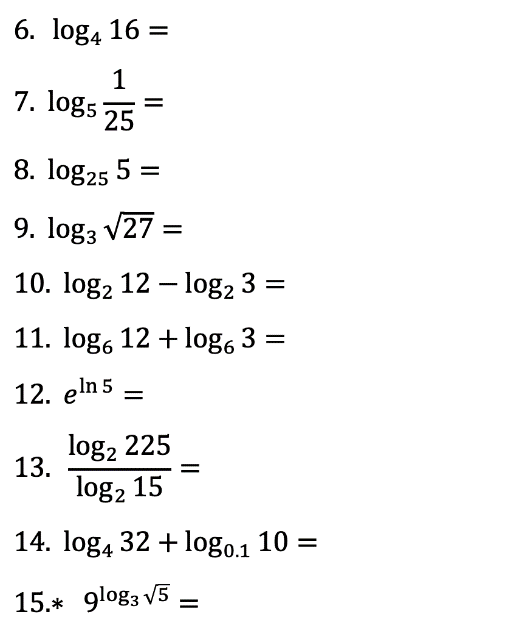 6. log₄ 16 =
7. log₅ 1/25 =
8. log₂₅ 5 =
9. log₃ √27 =
10. log₂ 12 − log₂ 3 =
11. log₆ 12 + log₆ 3 =
12. e^(ln 5) =
13. (log₂ 225)/(log₂ 15) =
14. log₄ 32 + log₀.₁ 10 =
15.* 9^(log₃ √5) =